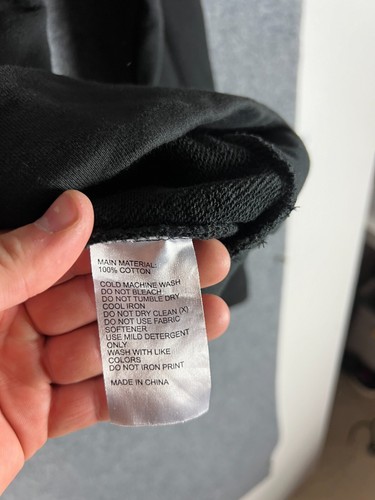 MAIN MATERIAL:
100% COTTON
COLD MACHINE WASH
DO NOT BLEACH
DO NOT TUMBLE DRY
COOL IRON
DO NOT DRY CLEAN (X)
DO NOT USE FABRIC
SOFTENER
USE MILD DETERGENT
ONLY
WASH WITH LIKE
COLORS
DO NOT IRON PRINT
MADE IN CHINA